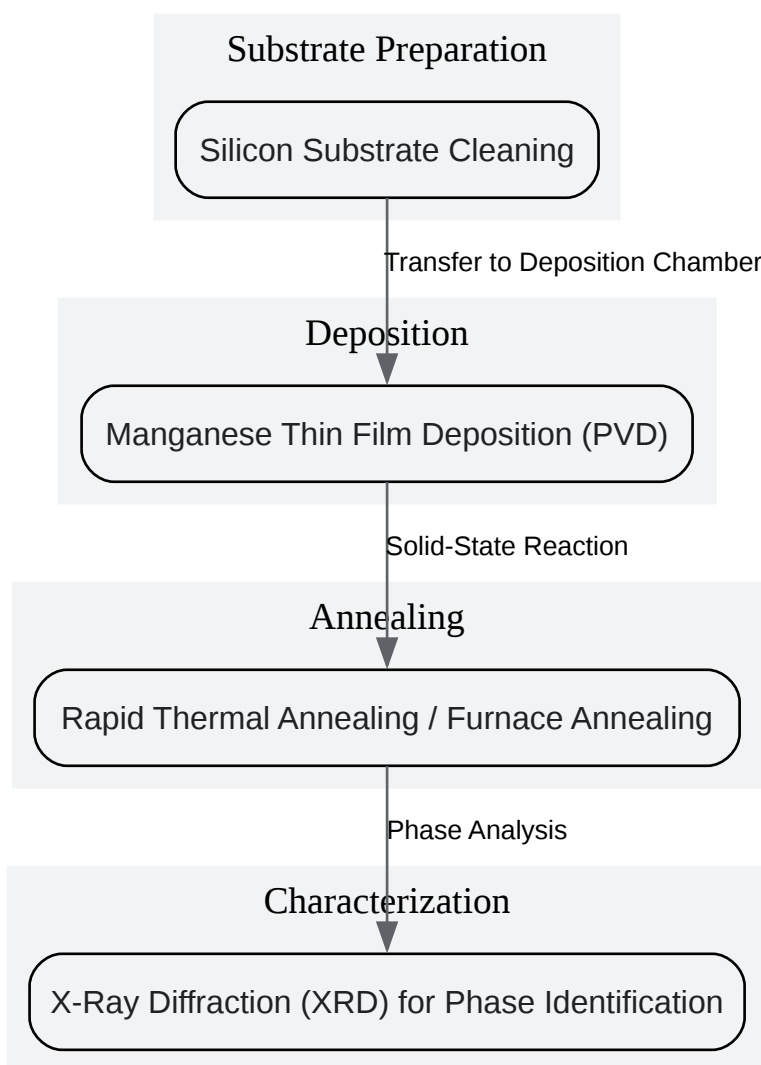 Substrate Preparation
Silicon Substrate Cleaning
Transfer to Deposition Chamber
Deposition
Manganese Thin Film Deposition (PVD)
Solid-State Reaction
Annealing
Rapid Thermal Annealing / Furnace Annealing
Phase Analysis
Characterization
X-Ray Diffraction (XRD) for Phase Identification